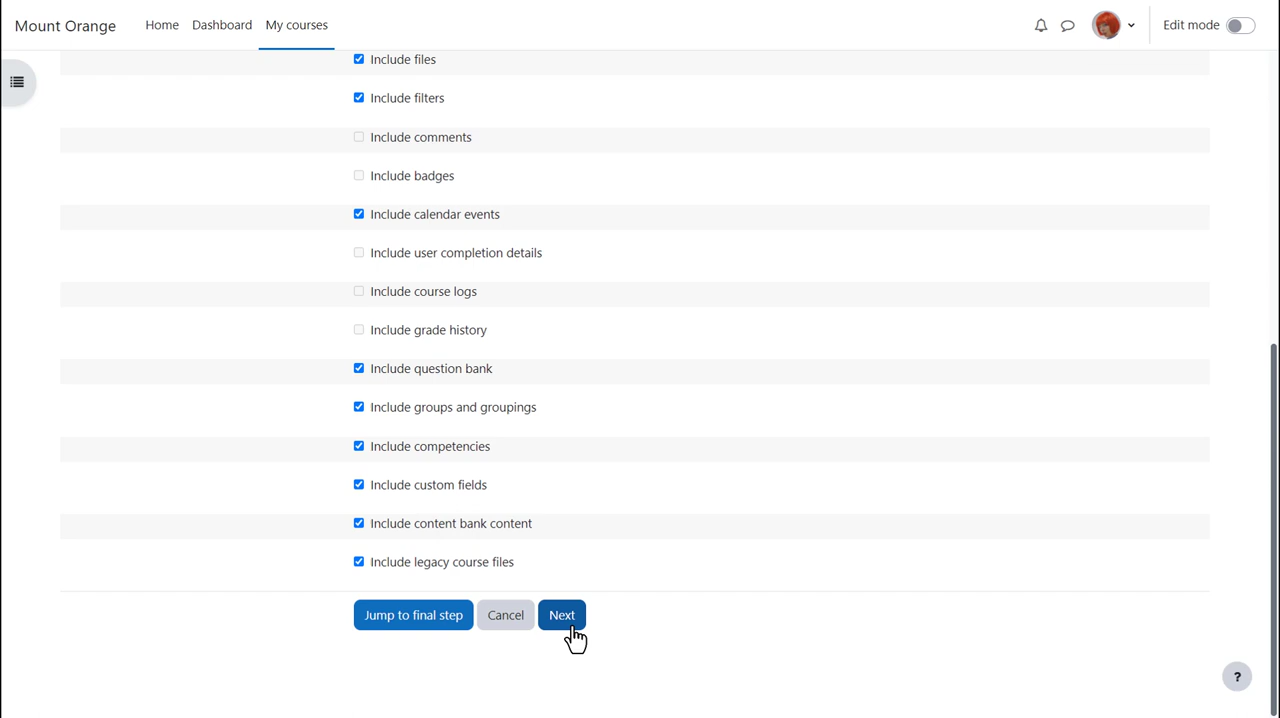 Mount Orange Home Dashboard My courses Edit mode
Include files
Include filters
Include comments
Include badges
Include calendar events
Include user completion details
Include course logs
Include grade history
Include question bank
Include groups and groupings
Include competencies
Include custom fields
Include content bank content
Include legacy course files
Jump to final step Cancel Next
?